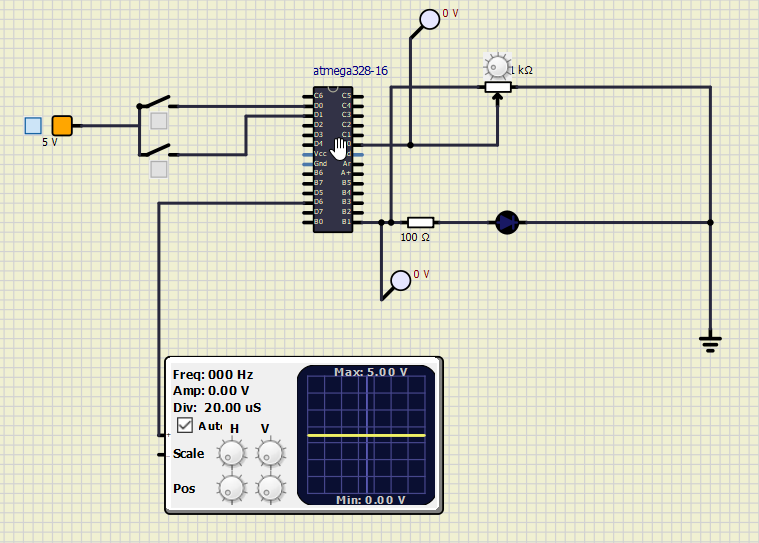 0 V
1 kΩ
atmega328-16
5 V
C6 C5
D0 C4
D1 C3
D2 C2
D3 C1
D4
Vcc
Gnd Ar
B6 A+
B7 B5
D5 B4
D6 B3
D7 B2
B0 B1
100 Ω
0 V
Freq: 000 Hz
Amp: 0.00 V
Div: 20.00 uS
Auto H V
Scale
Pos
Max: 5.00 V
Min: 0.00 V
+
-